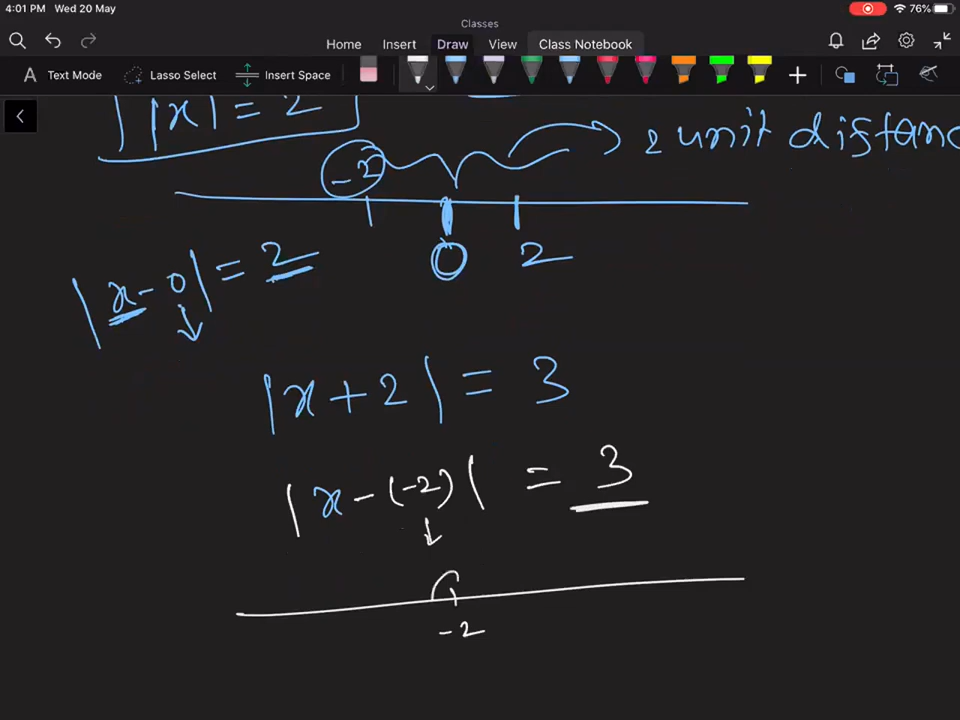 4:01 PM Wed 20 May 76%
Classes
Home Insert Draw View Class Notebook
Text Mode Lasso Select Insert Space
|x| = 2
2 unit distanc
-2
0 2
|x - 0| = 2
|x + 2| = 3
|x - (-2)| = 3
-2